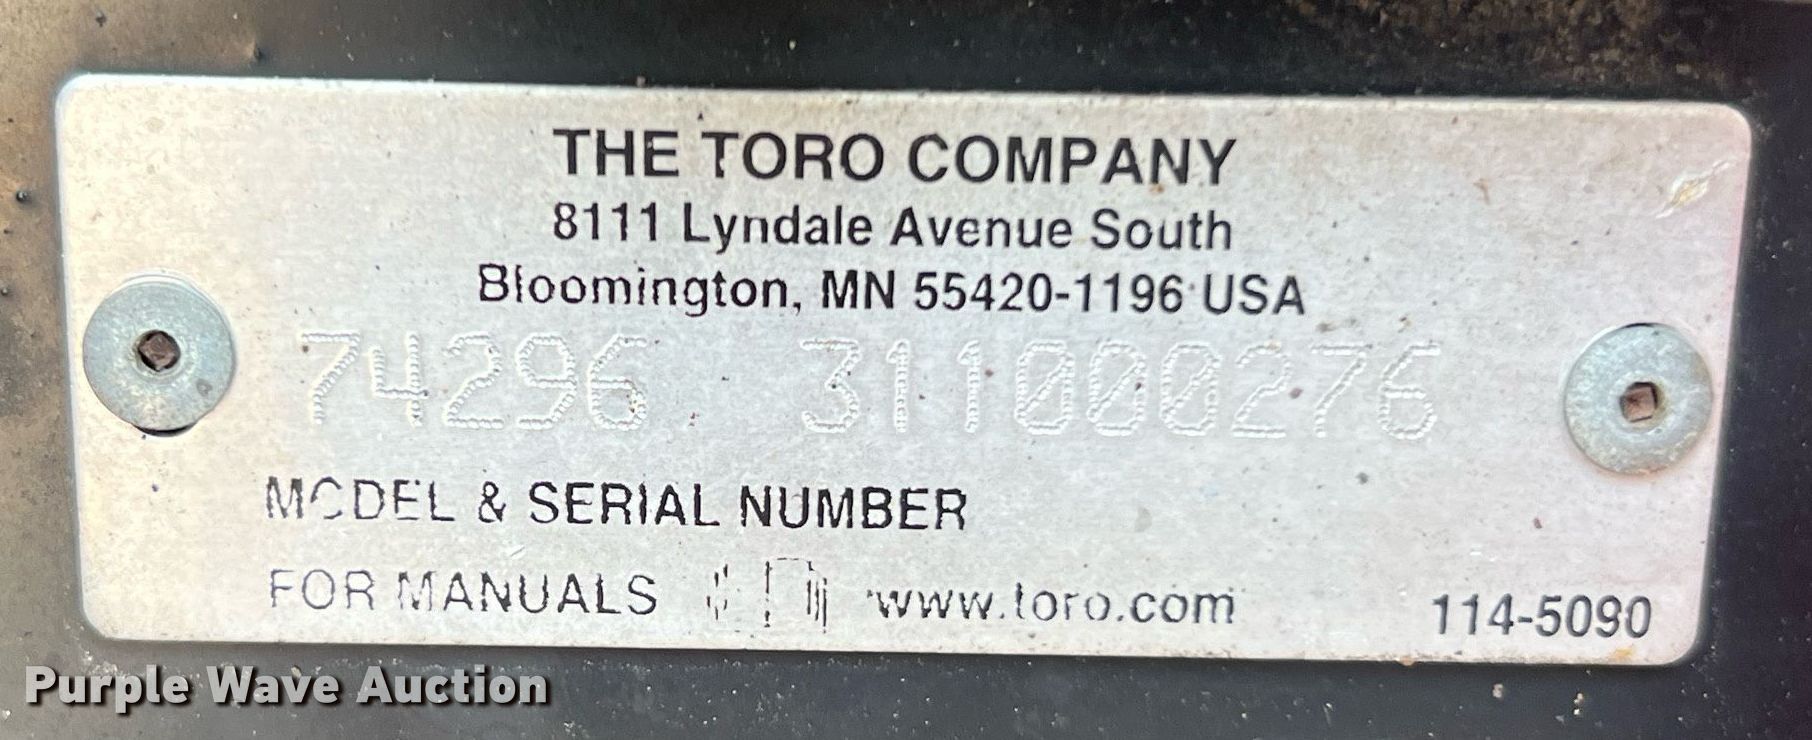 THE TORO COMPANY
8111 Lyndale Avenue South
Bloomington, MN 55420-1196 USA
74296 311000276
MODEL & SERIAL NUMBER
FOR MANUALS www.toro.com
114-5090
Purple Wave Auction